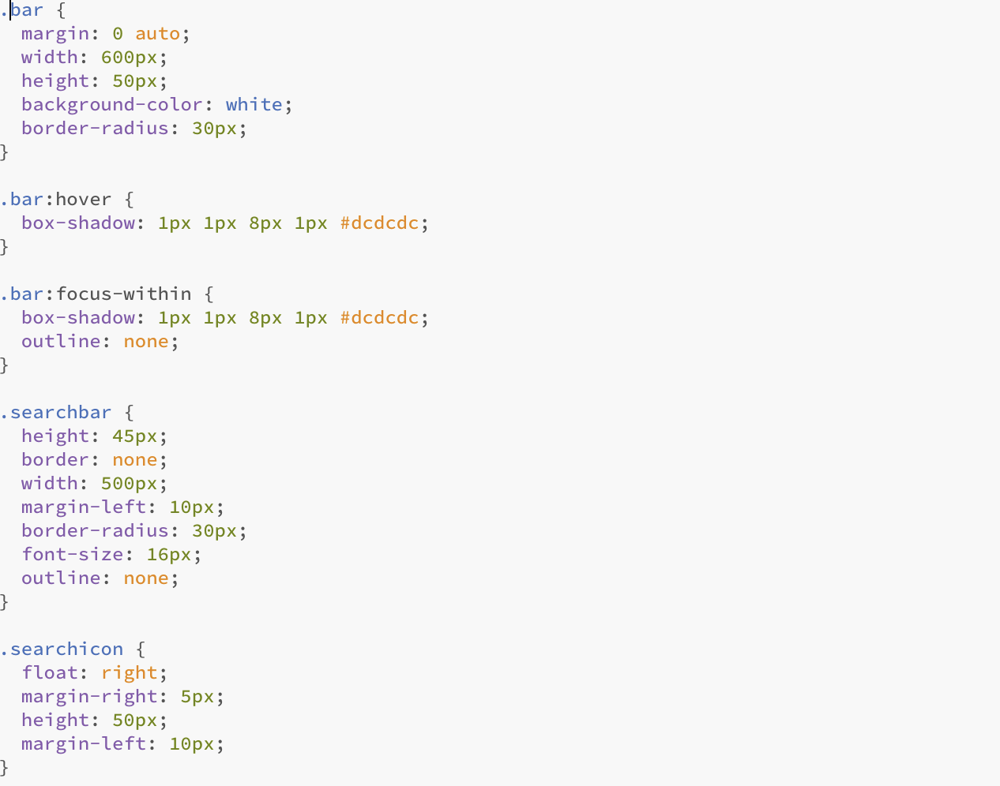 .bar {
  margin: 0 auto;
  width: 600px;
  height: 50px;
  background-color: white;
  border-radius: 30px;
}

.bar:hover {
  box-shadow: 1px 1px 8px 1px #dcdcdc;
}

.bar:focus-within {
  box-shadow: 1px 1px 8px 1px #dcdcdc;
  outline: none;
}

.searchbar {
  height: 45px;
  border: none;
  width: 500px;
  margin-left: 10px;
  border-radius: 30px;
  font-size: 16px;
  outline: none;
}

.searchicon {
  float: right;
  margin-right: 5px;
  height: 50px;
  margin-left: 10px;
}